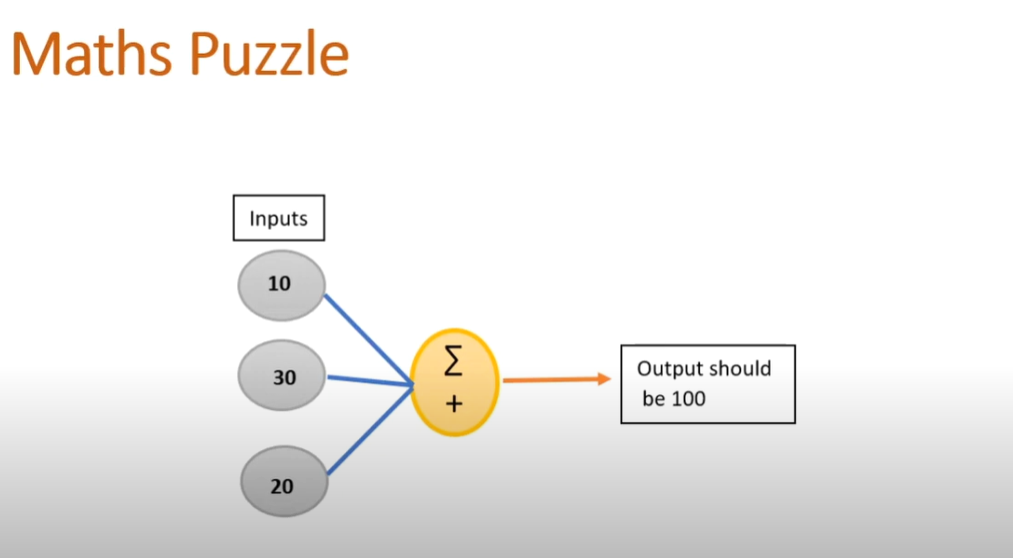 Maths Puzzle
Inputs
10
30
20
Σ
+
Output should
be 100